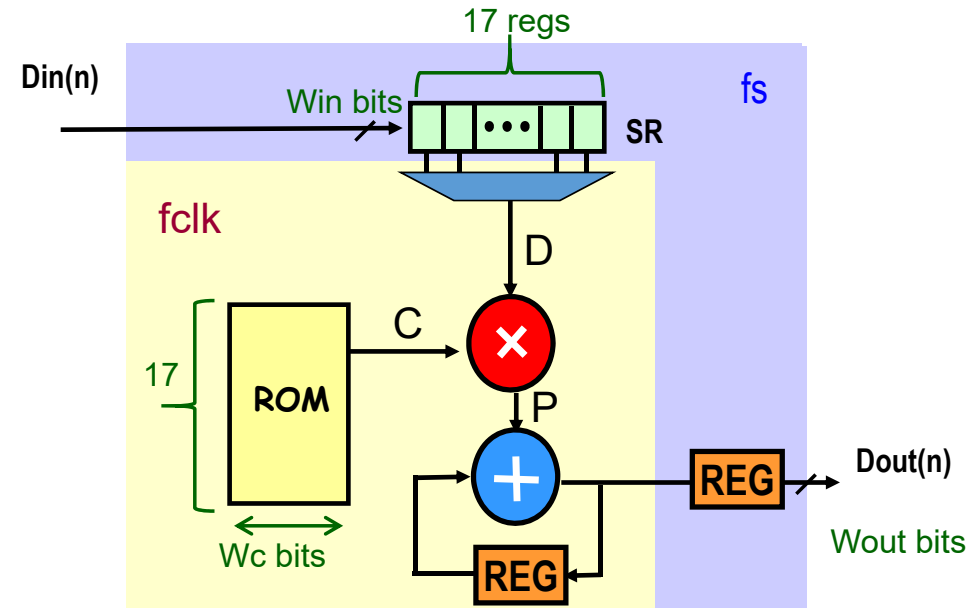 17 regs
Din(n)
fs
Win bits
SR
fclk
D
C
×
17
ROM
P
+
REG
Dout(n)
Wc bits
REG
Wout bits